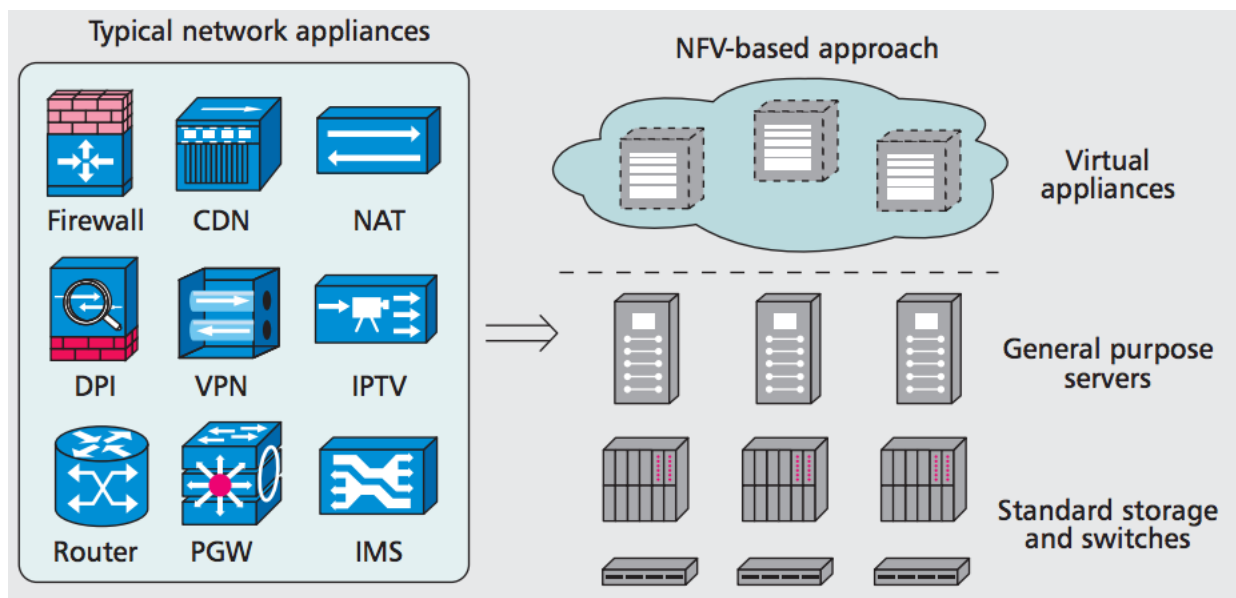 Typical network appliances
NFV-based approach
Firewall
CDN
NAT
DPI
VPN
IPTV
Router
PGW
IMS
Virtual
appliances
General purpose
servers
Standard storage
and switches